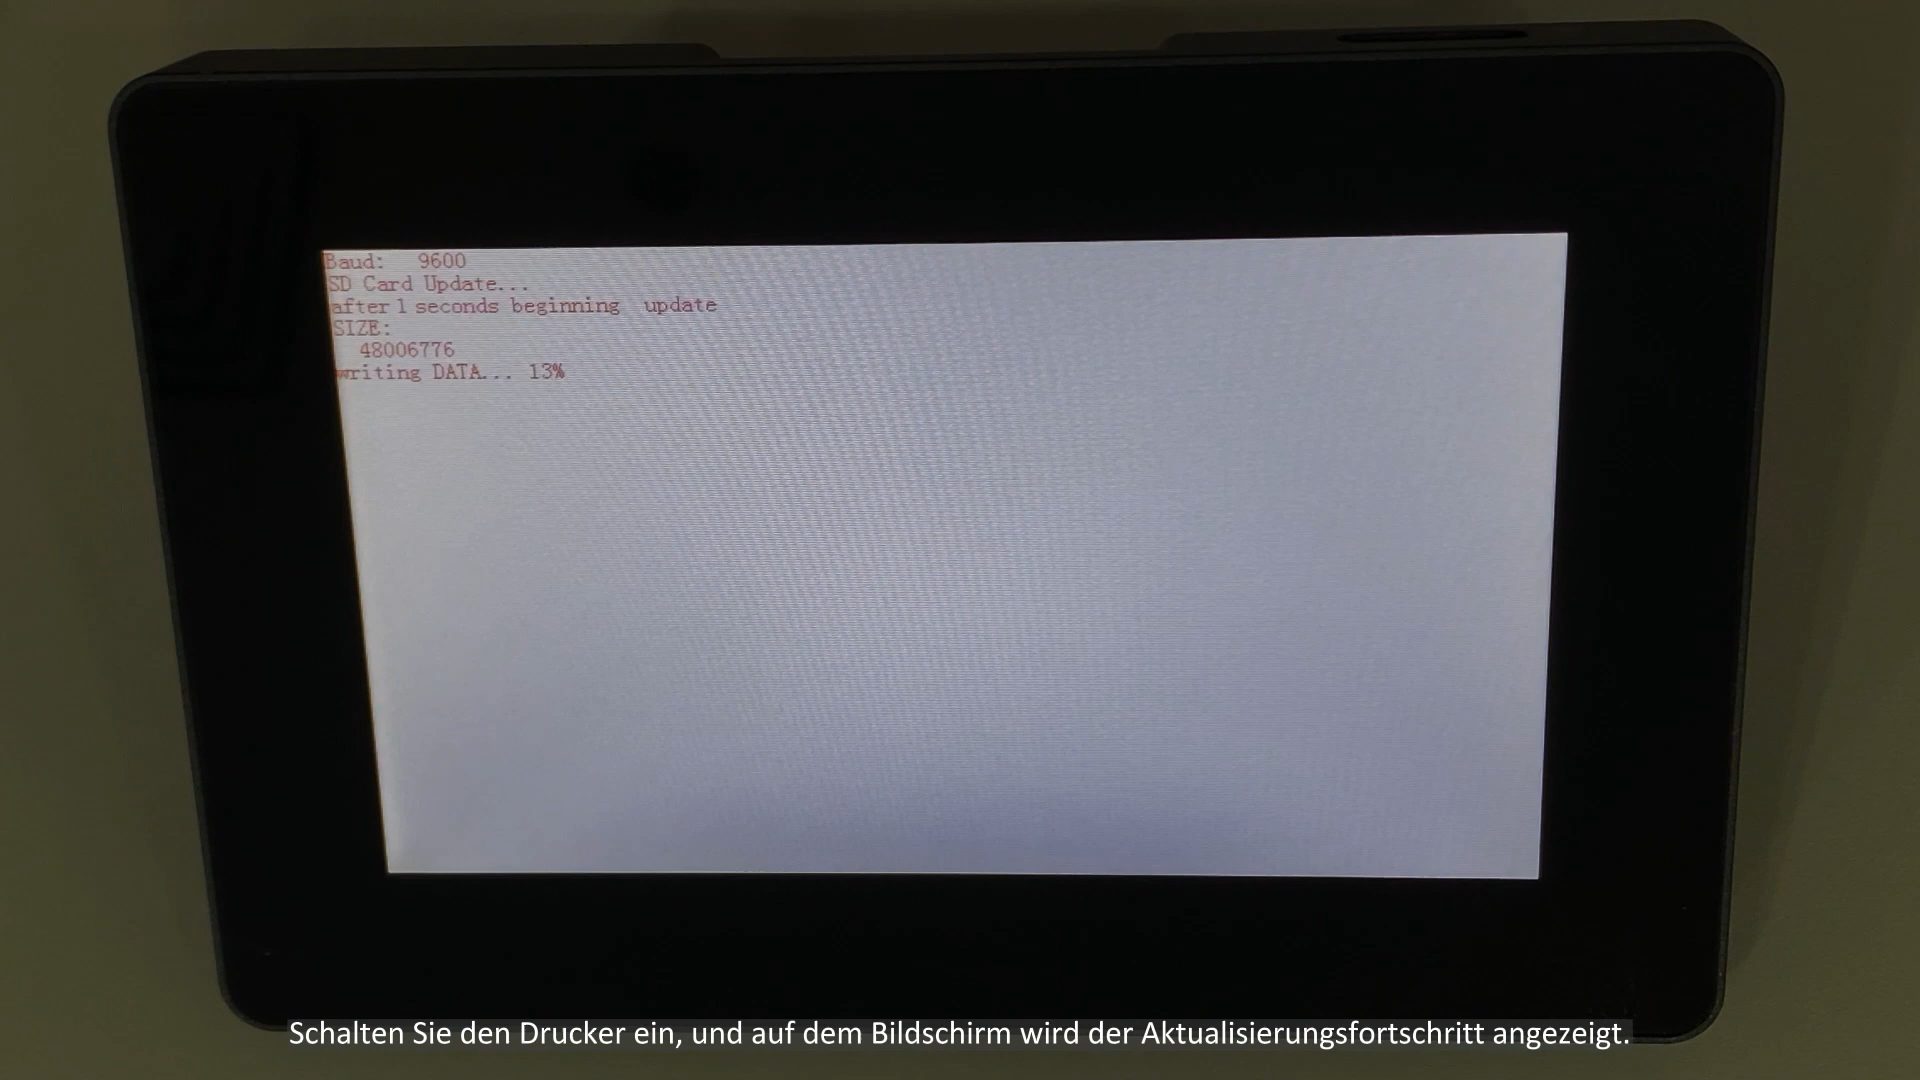 Baud: 9600
SD Card Update...
after 1 seconds beginning update
SIZE:
48006776
writing DATA... 13%
Schalten Sie den Drucker ein, und auf dem Bildschirm wird der Aktualisierungsfortschritt angezeigt.